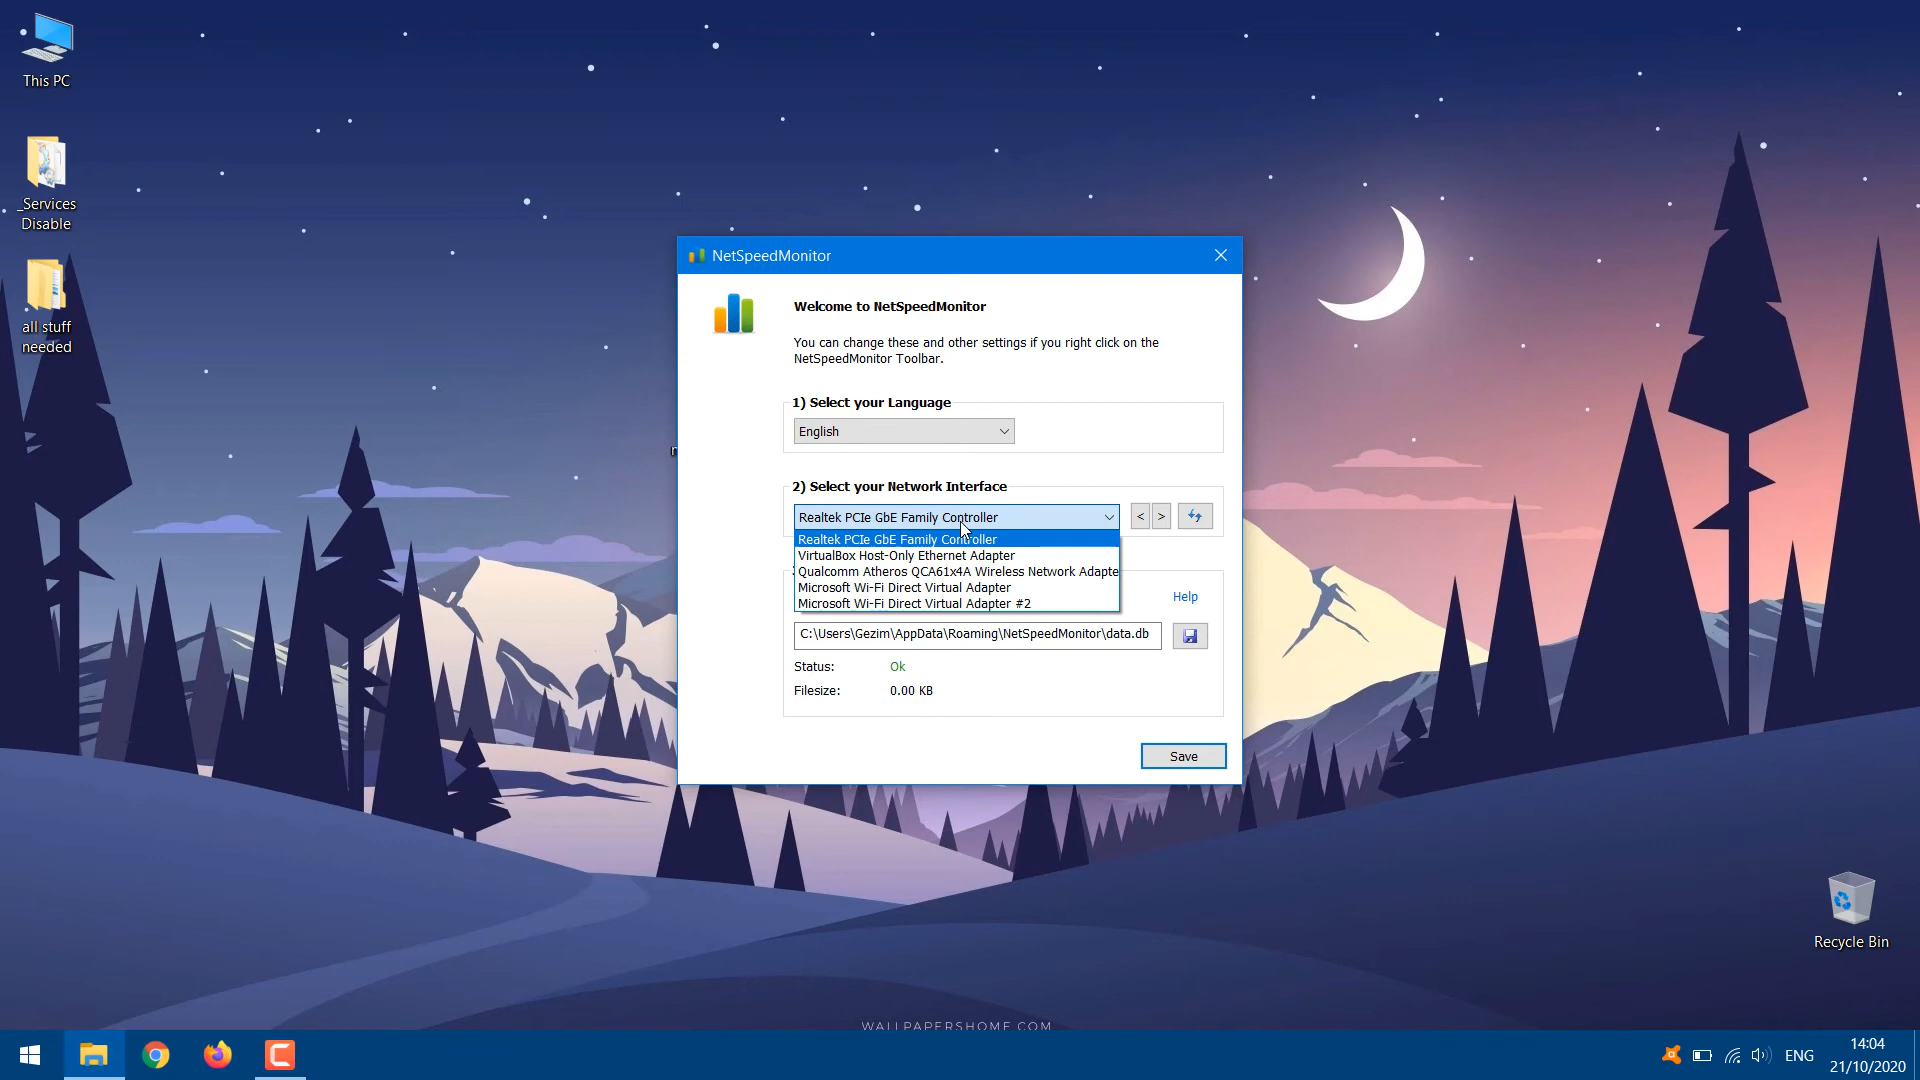 This PC
_Services
Disable
all stuff
needed
NetSpeedMonitor
Welcome to NetSpeedMonitor
You can change these and other settings if you right click on the
NetSpeedMonitor Toolbar.
1) Select your Language
English
2) Select your Network Interface
Realtek PCIe GbE Family Controller
< >
Realtek PCIe GbE Family Controller
VirtualBox Host-Only Ethernet Adapter
Qualcomm Atheros QCA61x4A Wireless Network Adapte
Microsoft Wi-Fi Direct Virtual Adapter
Microsoft Wi-Fi Direct Virtual Adapter #2
Help
C:\Users\Gezim\AppData\Roaming\NetSpeedMonitor\data.db
Status: Ok
Filesize: 0.00 KB
Save
Recycle Bin
WALLPAPERSHOME.COM
ENG
14:04
21/10/2020